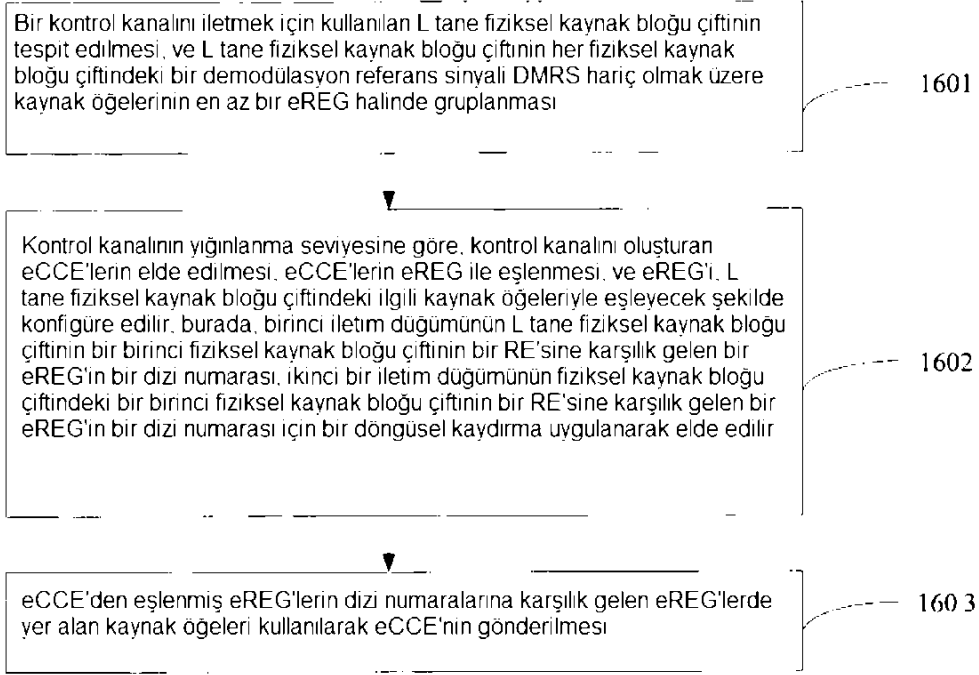 Bir kontrol kanalını iletmek için kullanılan L tane fiziksel kaynak bloğu çiftinin
tespit edilmesi, ve L tane fiziksel kaynak bloğu çiftinin her fiziksel kaynak
bloğu çiftindeki bir demodülasyon referans sinyali DMRS hariç olmak üzere
kaynak öğelerinin en az bir eREG halinde gruplanması
1601
Kontrol kanalının yığınlanma seviyesine göre, kontrol kanalını oluşturan
eCCE'lerin elde edilmesi, eCCE'lerin eREG ile eşlenmesi, ve eREG'i, L
tane fiziksel kaynak bloğu çiftindeki ilgili kaynak öğeleriyle eşleyecek şekilde
konfigüre edilir, burada, birinci iletim düğümünün L tane fiziksel kaynak bloğu
çiftinin bir birinci fiziksel kaynak bloğu çiftinin bir RE'sine karşılık gelen bir
eREG'in bir dizi numarası, ikinci bir iletim düğümünün fiziksel kaynak bloğu
çiftindeki bir birinci fiziksel kaynak bloğu çiftinin bir RE'sine karşılık gelen bir
eREG'in bir dizi numarası için bir döngüsel kaydırma uygulanarak elde edilir
1602
eCCE'den eşlenmiş eREG'lerin dizi numaralarına karşılık gelen eREG'lerde
yer alan kaynak öğeleri kullanılarak eCCE'nin gönderilmesi
1603